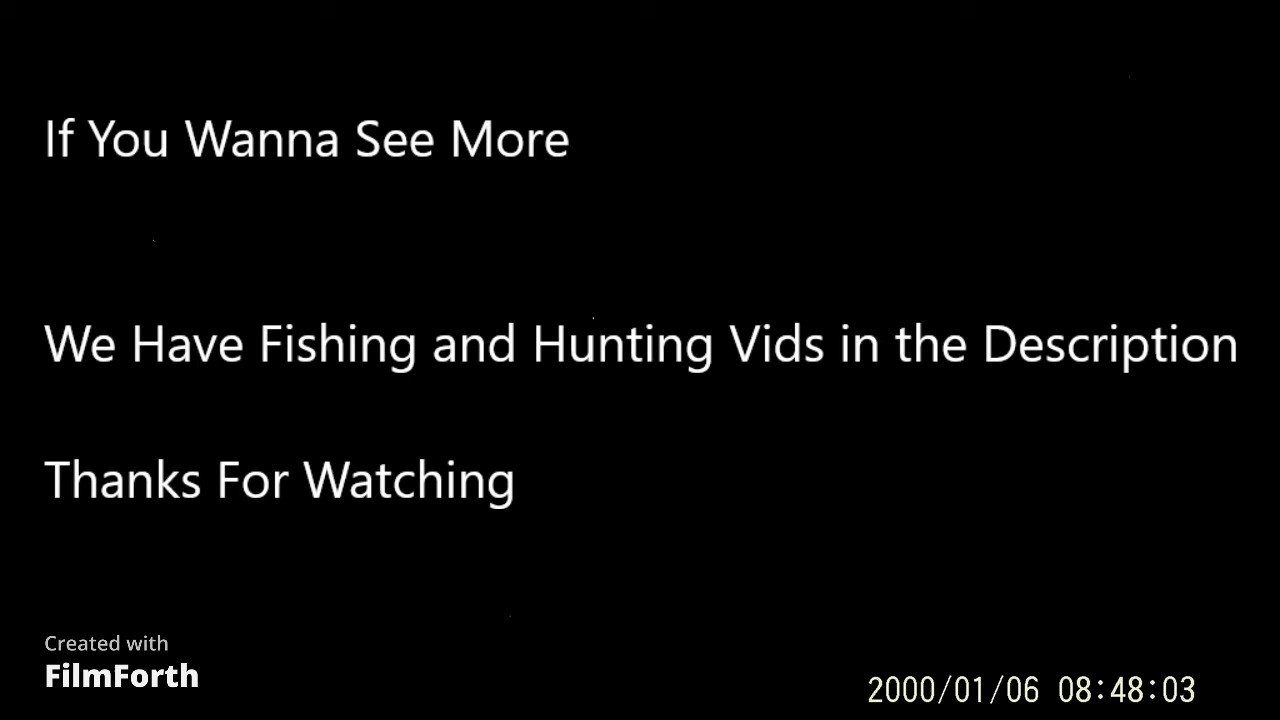 If You Wanna See More
We Have Fishing and Hunting Vids in the Description
Thanks For Watching
Created with
FilmForth
2000/01/06 08:48:03